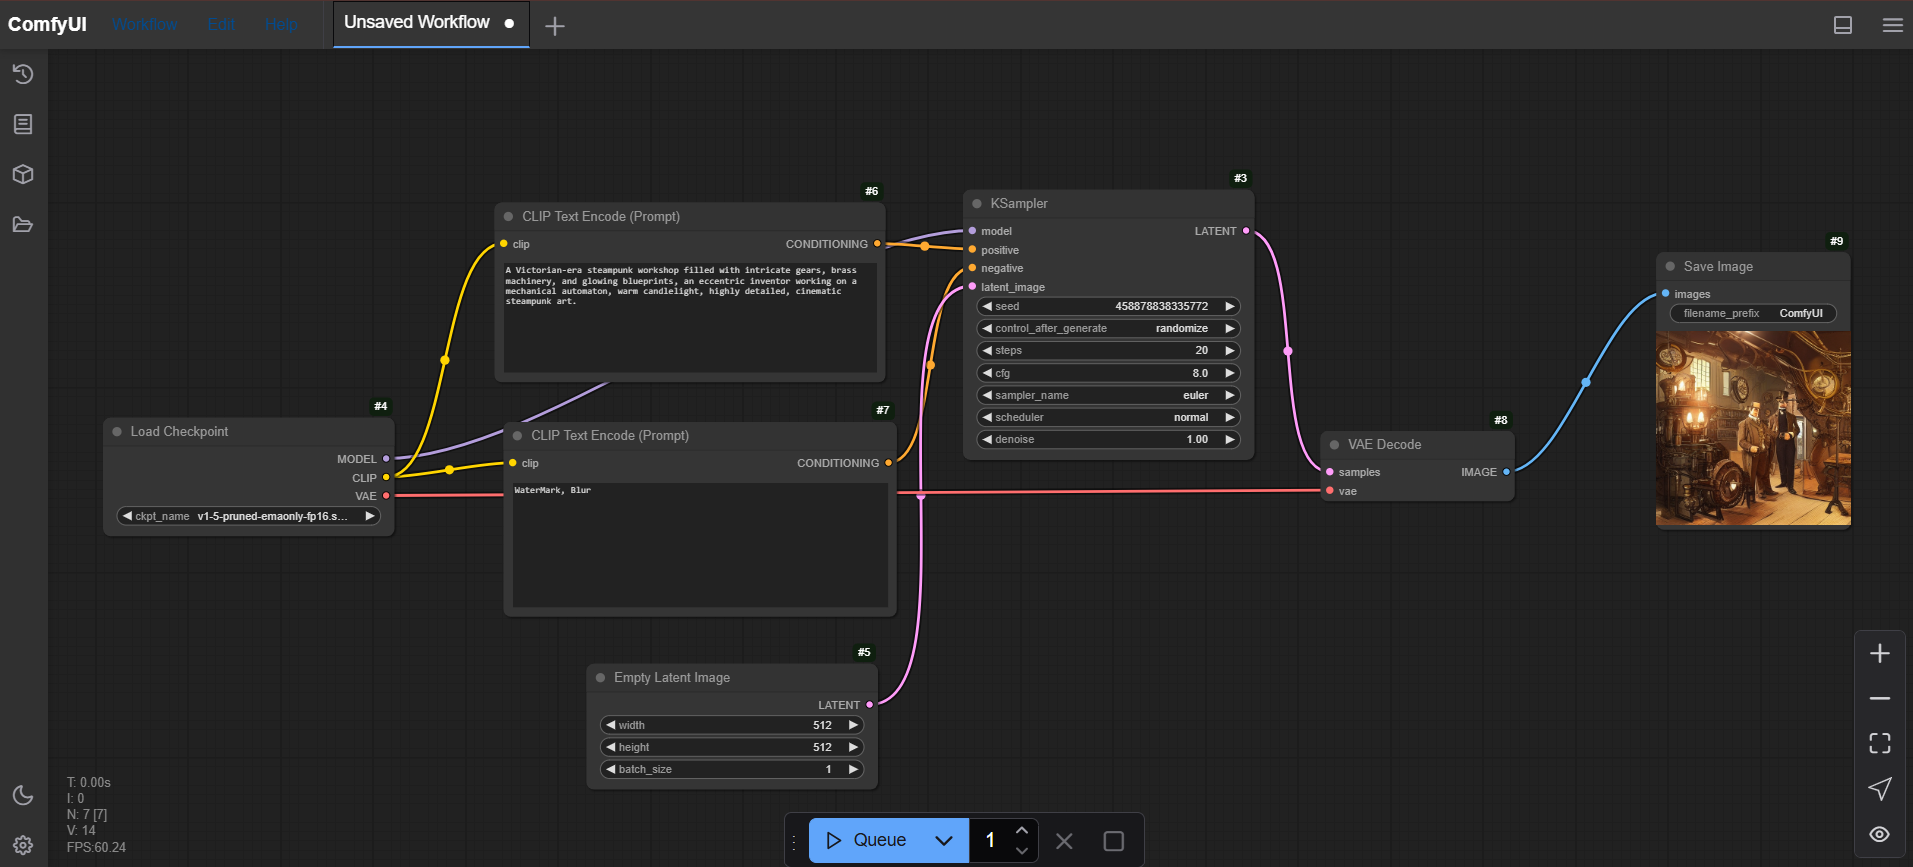 ComfyUI Workflow Edit Help Unsaved Workflow
#6
CLIP Text Encode (Prompt)
clip CONDITIONING
A Victorian-era steampunk workshop filled with intricate gears, brass
machinery, and glowing blueprints, an eccentric inventor working on a
mechanical automaton, warm candlelight, highly detailed, cinematic
steampunk art.
#3
KSampler
model LATENT
positive
negative
latent_image
seed 458878838335772
control_after_generate randomize
steps 20
cfg 8.0
sampler_name euler
scheduler normal
denoise 1.00
#9
Save Image
images
filename_prefix ComfyUI
#4
Load Checkpoint
MODEL
CLIP
VAE
ckpt_name v1-5-pruned-emaonly-fp16.s...
#7
CLIP Text Encode (Prompt)
clip CONDITIONING
WaterMark, Blur
#8
VAE Decode
samples IMAGE
vae
#5
Empty Latent Image
LATENT
width 512
height 512
batch_size 1
T: 0.00s
I: 0
N: 7 [7]
V: 14
FPS:60.24
Queue 1